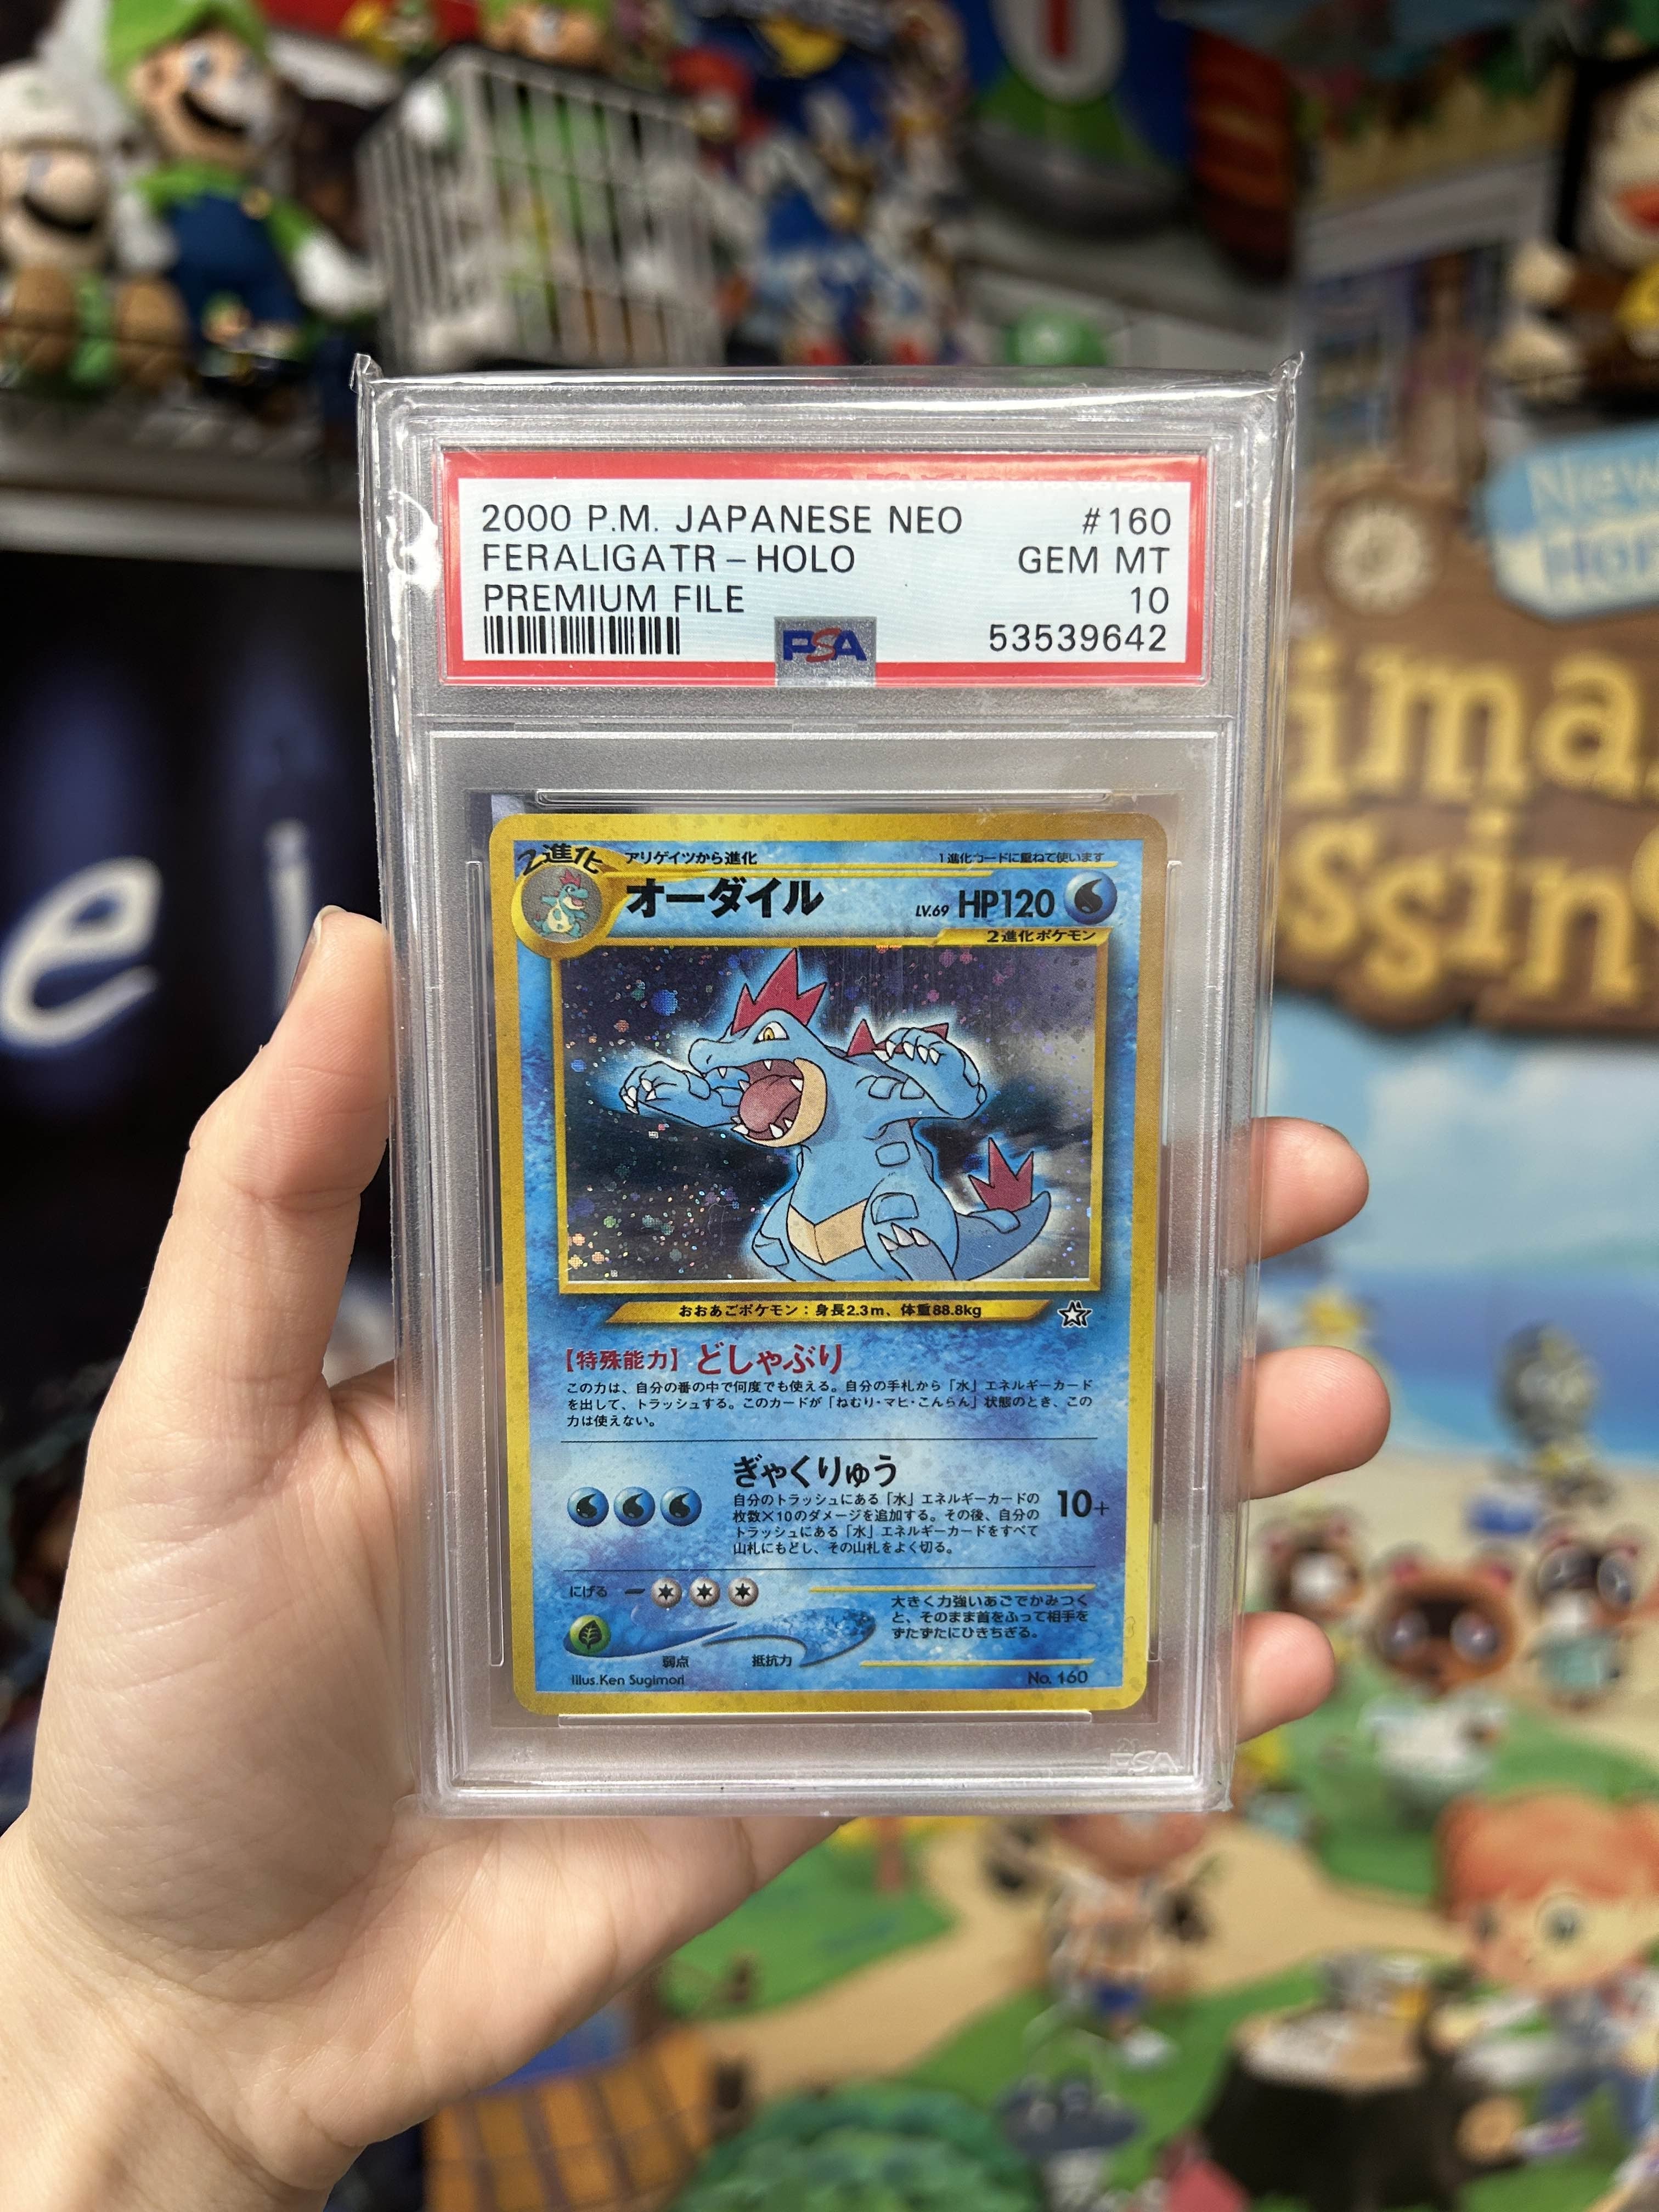 2000 P.M. JAPANESE NEO #160
FERALIGATR - HOLO GEM MT
PREMIUM FILE 10
53539642
PSA
2進化 アリゲイツから進化 1進化カードに重ねて使います
オーダイル LV.69 HP120
2進化ポケモン
おおあごポケモン：身長2.3m、体重88.8kg
【特殊能力】どしゃぶり
この力は、自分の番の中で何度でも使える。自分の手札から「水」エネルギーカード
を出して、トラッシュする。このカードが「ねむり・マヒ・こんらん」状態のとき、この
力は使えない。
ぎゃくりゅう
自分のトラッシュにある「水」エネルギーカードの
枚数×10のダメージを追加する。その後、自分の
トラッシュにある「水」エネルギーカードをすべて
山札にもどし、その山札をよく切る。
10+
にげる
大きく力強いあごでかみつく
と、そのまま首をふって相手を
ずたずたにひきちぎる。
弱点 抵抗力
Illus.Ken Sugimori No. 160
PSA
el
New
Hor
imal
ssing